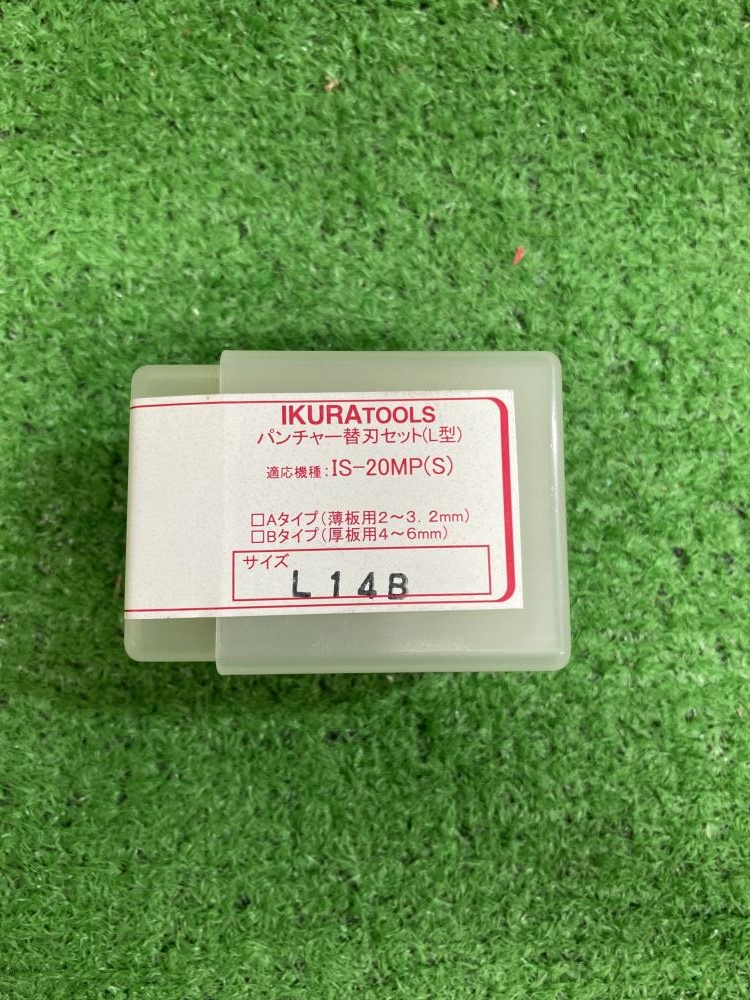 IKURATOOLS
パンチャー替刃セット(L型)
適応機種:IS-20MP(S)
□Aタイプ(薄板用2～3.2mm)
□Bタイプ(厚板用4～6mm)
サイズ
L14B